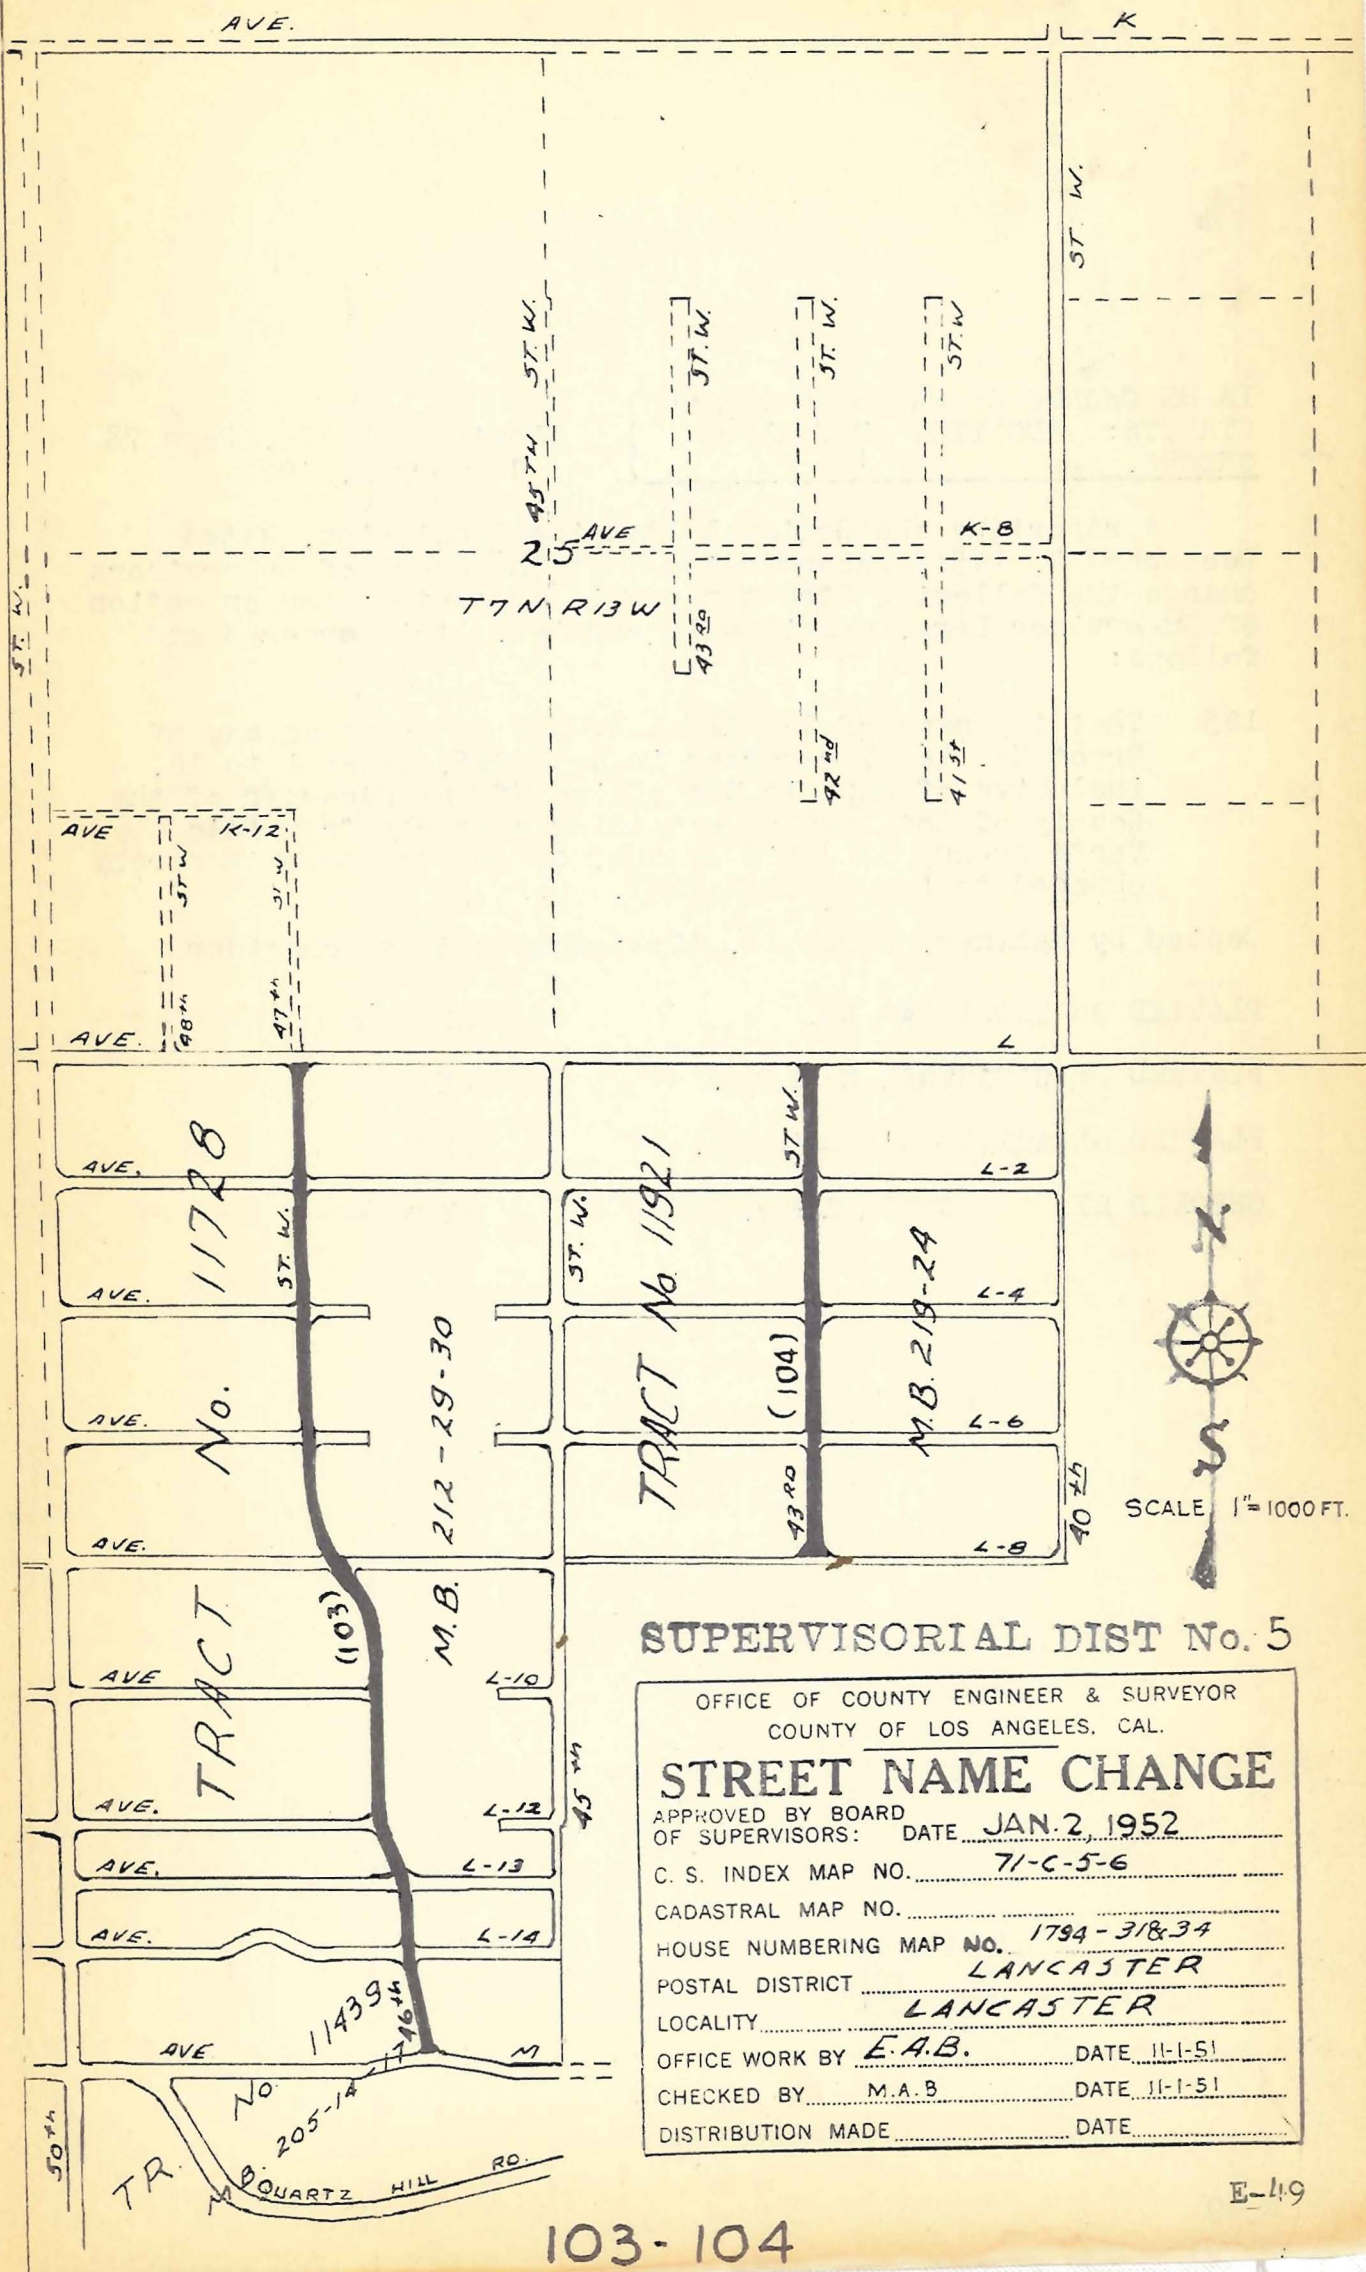 AVE. K
ST. W.
45TH ST. W.
ST. W.
ST. W.
ST. W
AVE K-8
25
T7N R13W
ST. W.
43RD
42nd
41st
AVE K-12
48th ST W
47th ST W
AVE. L
AVE. L-2
AVE. L-4
AVE. L-6
AVE. L-8
AVE L-10
AVE. L-12
AVE. L-13
AVE. L-14
AVE M
TRACT No. 11728
M.B. 212-29-30
ST. W.
(103)
46th
ST. W.
45th
TRACT No. 11921
M.B. 219-24
ST W.
(104)
43RD
40th
50th
TR. No. 11439
M.B. 205-14
QUARTZ HILL RD.
N
S
SCALE 1"=1000 FT.
SUPERVISORIAL DIST No. 5
OFFICE OF COUNTY ENGINEER & SURVEYOR
COUNTY OF LOS ANGELES, CAL.
STREET NAME CHANGE
APPROVED BY BOARD
OF SUPERVISORS: DATE JAN. 2, 1952
C. S. INDEX MAP NO. 71-C-5-6
CADASTRAL MAP NO.
HOUSE NUMBERING MAP NO. 1794-31&34
POSTAL DISTRICT LANCASTER
LOCALITY LANCASTER
OFFICE WORK BY E.A.B. DATE 11-1-51
CHECKED BY M.A.B DATE 11-1-51
DISTRIBUTION MADE DATE
E-49
103-104